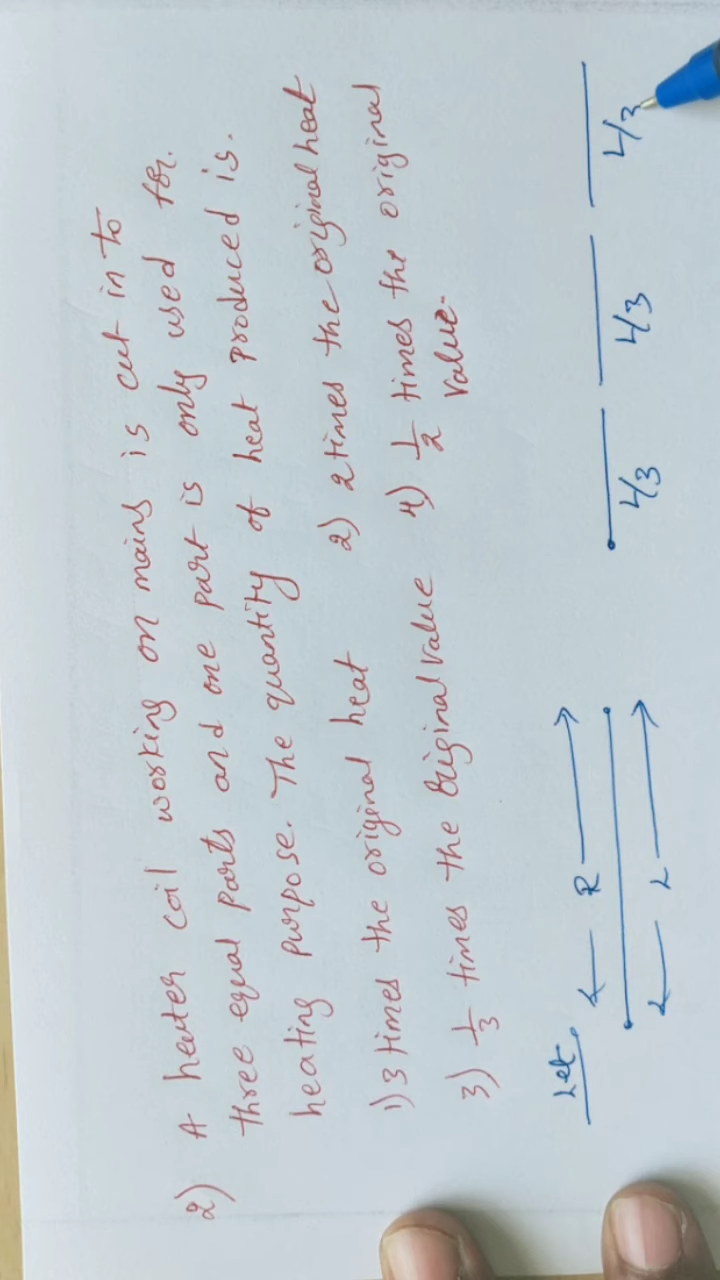 2) A heater coil working on mains is cut in to
three equal parts and one part is only used for.
heating purpose. The quantity of heat produced is.
1) 3 times the original heat 2) 2 times the original heat
3) 1/3 times the Original Value 4) 1/2 times the original
Value.
Let.
R
L
L/3 L/3 L/3